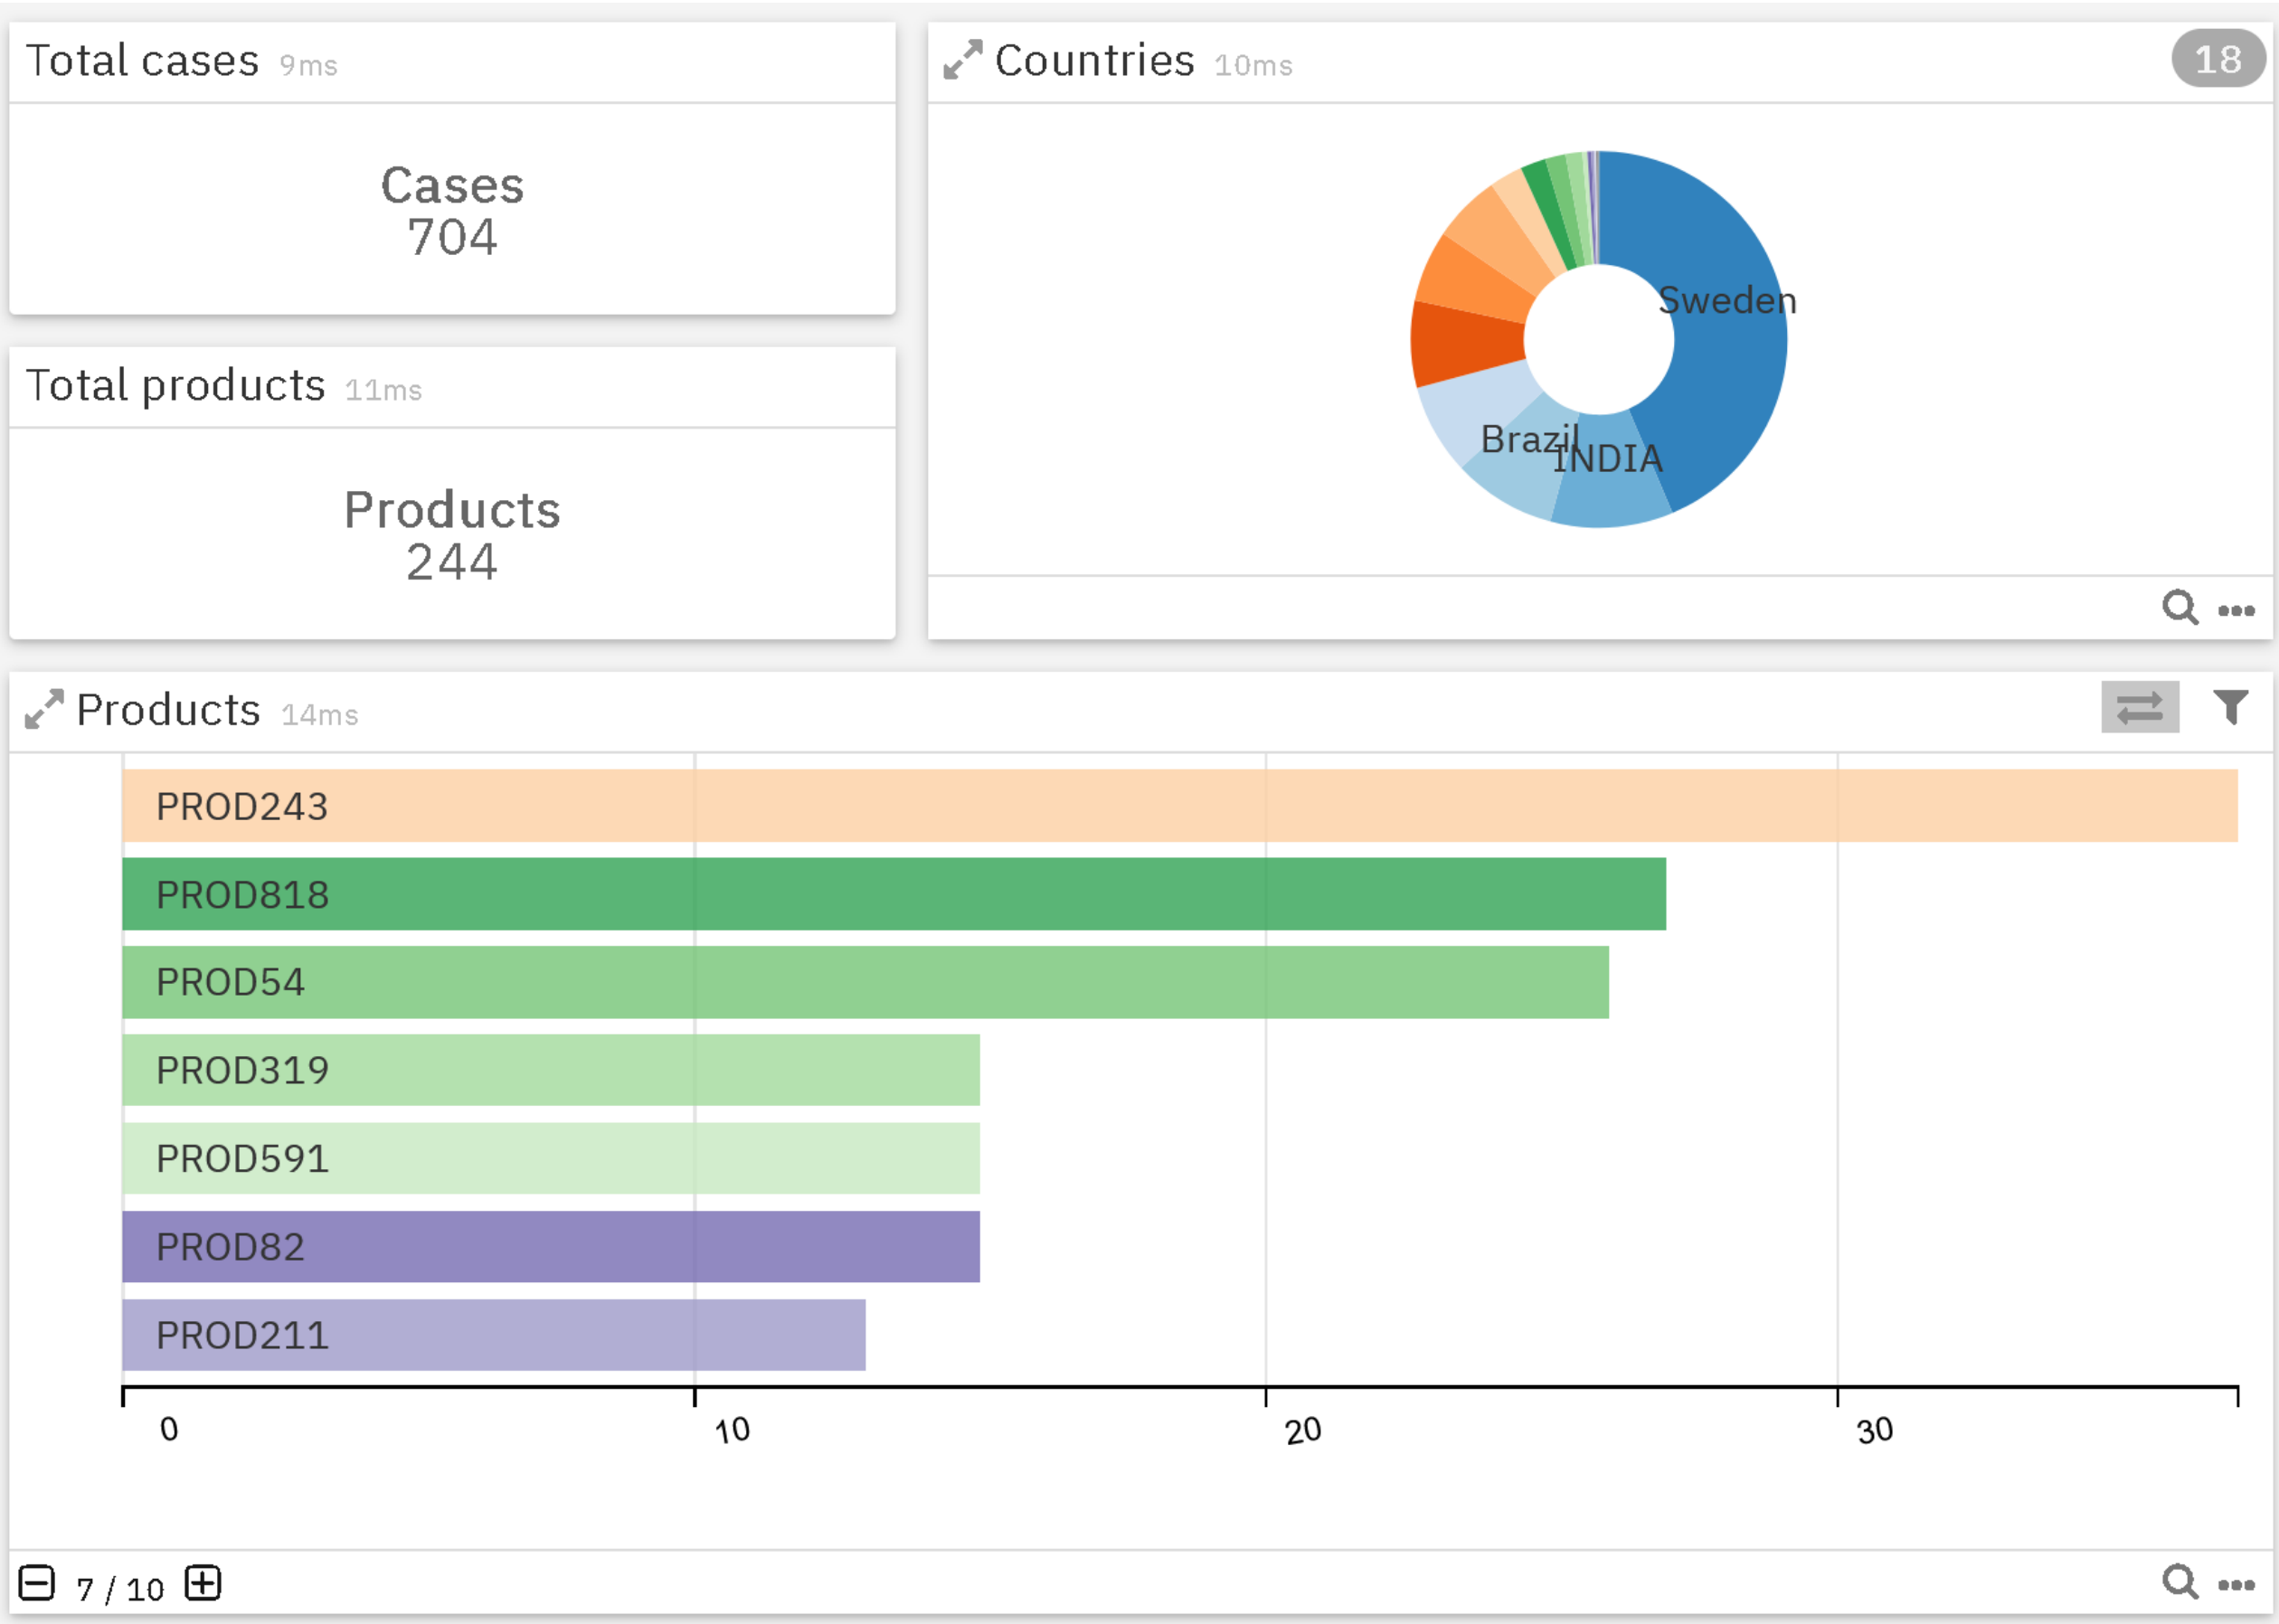 Total cases 9ms
Cases
704
Total products 11ms
Products
244
Countries 10ms 18
Sweden
Brazil
INDIA
Products 14ms
PROD243
PROD818
PROD54
PROD319
PROD591
PROD82
PROD211
0 10 20 30
7 / 10